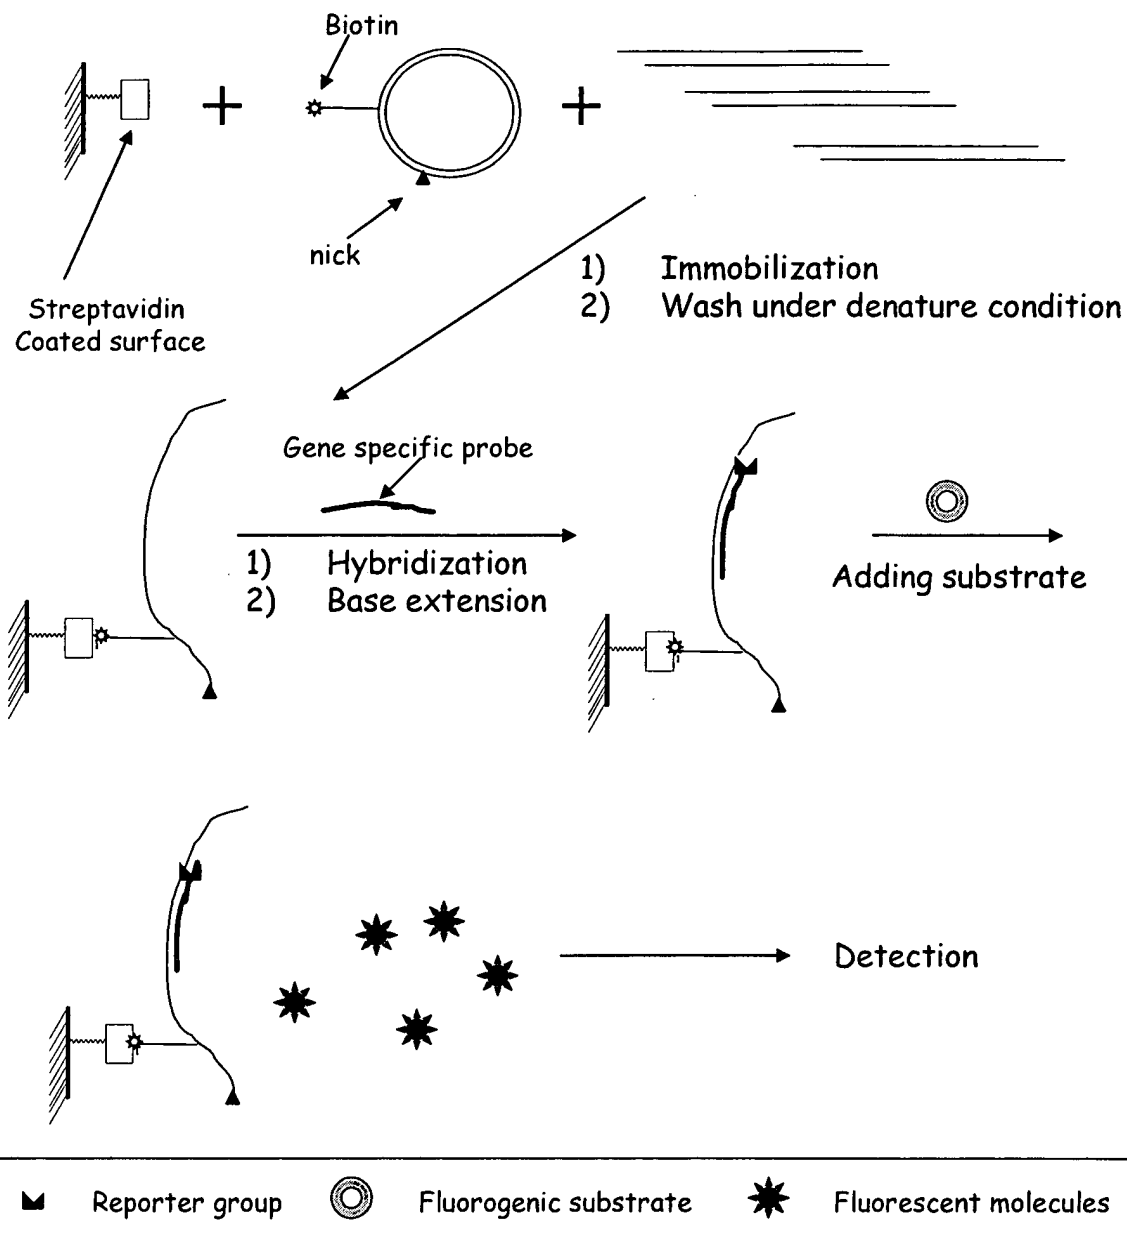 Biotin
nick
Streptavidin
Coated surface
1) Immobilization
2) Wash under denature condition
Gene specific probe
1) Hybridization
2) Base extension
Adding substrate
Detection
Reporter group
Fluorogenic substrate
Fluorescent molecules